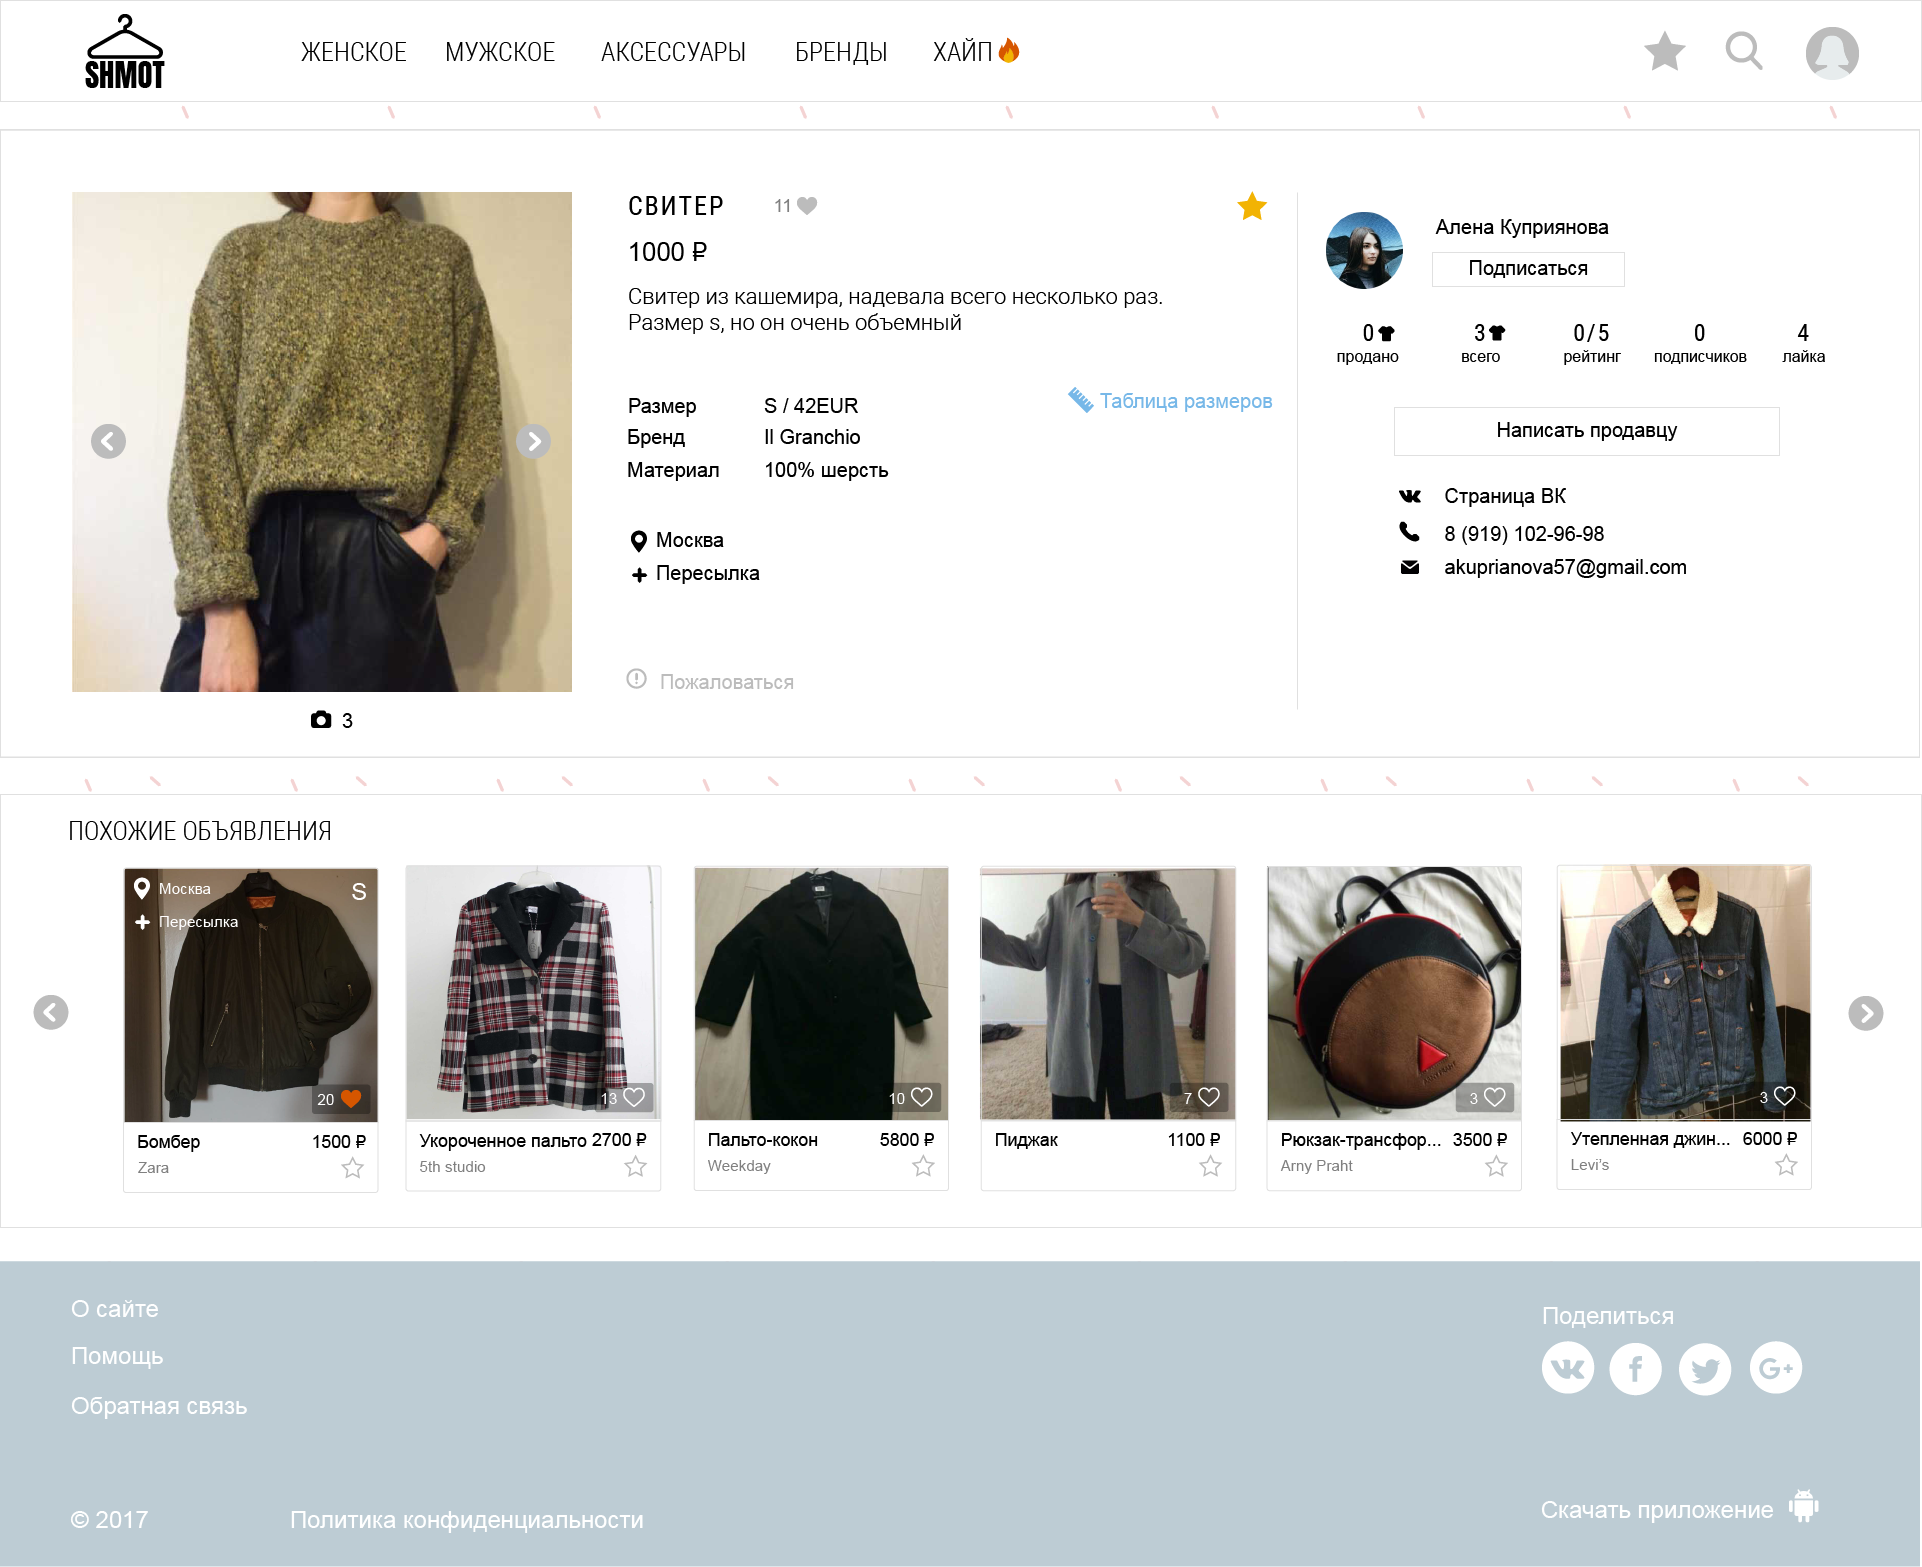 SHMOT
ЖЕНСКОЕ МУЖСКОЕ АКСЕССУАРЫ БРЕНДЫ ХАЙП
СВИТЕР 11
1000 ₽
Свитер из кашемира, надевала всего несколько раз.
Размер s, но он очень объемный
Размер S / 42EUR
Таблица размеров
Бренд Il Granchio
Материал 100% шерсть
Москва
Пересылка
Пожаловаться
3
Алена Куприянова
Подписаться
0 3 0/5 0 4
продано всего рейтинг подписчиков лайка
Написать продавцу
Страница ВК
8 (919) 102-96-98
akuprianova57@gmail.com
ПОХОЖИЕ ОБЪЯВЛЕНИЯ
Москва S
Пересылка
20
Бомбер 1500 ₽
Zara
13
Укороченное пальто 2700 ₽
5th studio
10
Пальто-кокон 5800 ₽
Weekday
7
Пиджак 1100 ₽
3
Рюкзак-трансфор... 3500 ₽
Arny Praht
3
Утепленная джин... 6000 ₽
Levi's
О сайте
Помощь
Обратная связь
Поделиться
© 2017 Политика конфиденциальности
Скачать приложение